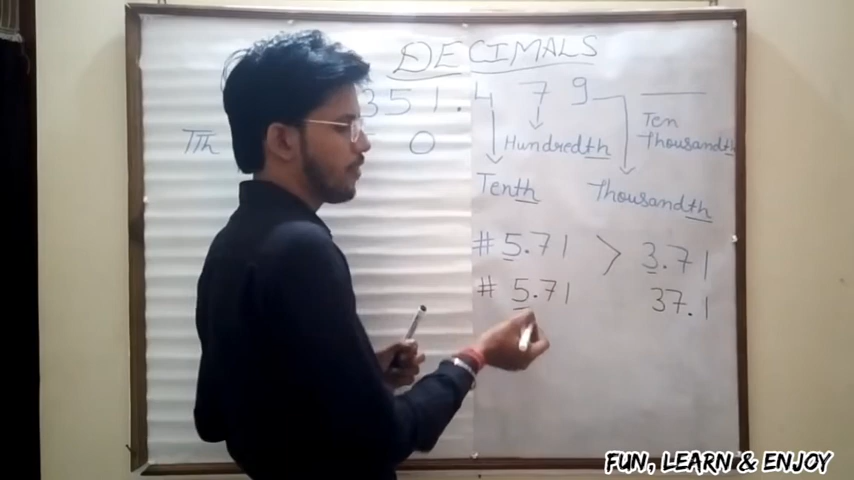 DECIMALS
351.479
Ten
Thousandth
TTh
O
Hundredth
Tenth
Thousandth
# 5.71 > 3.71
# 5.71 37.1
FUN, LEARN & ENJOY